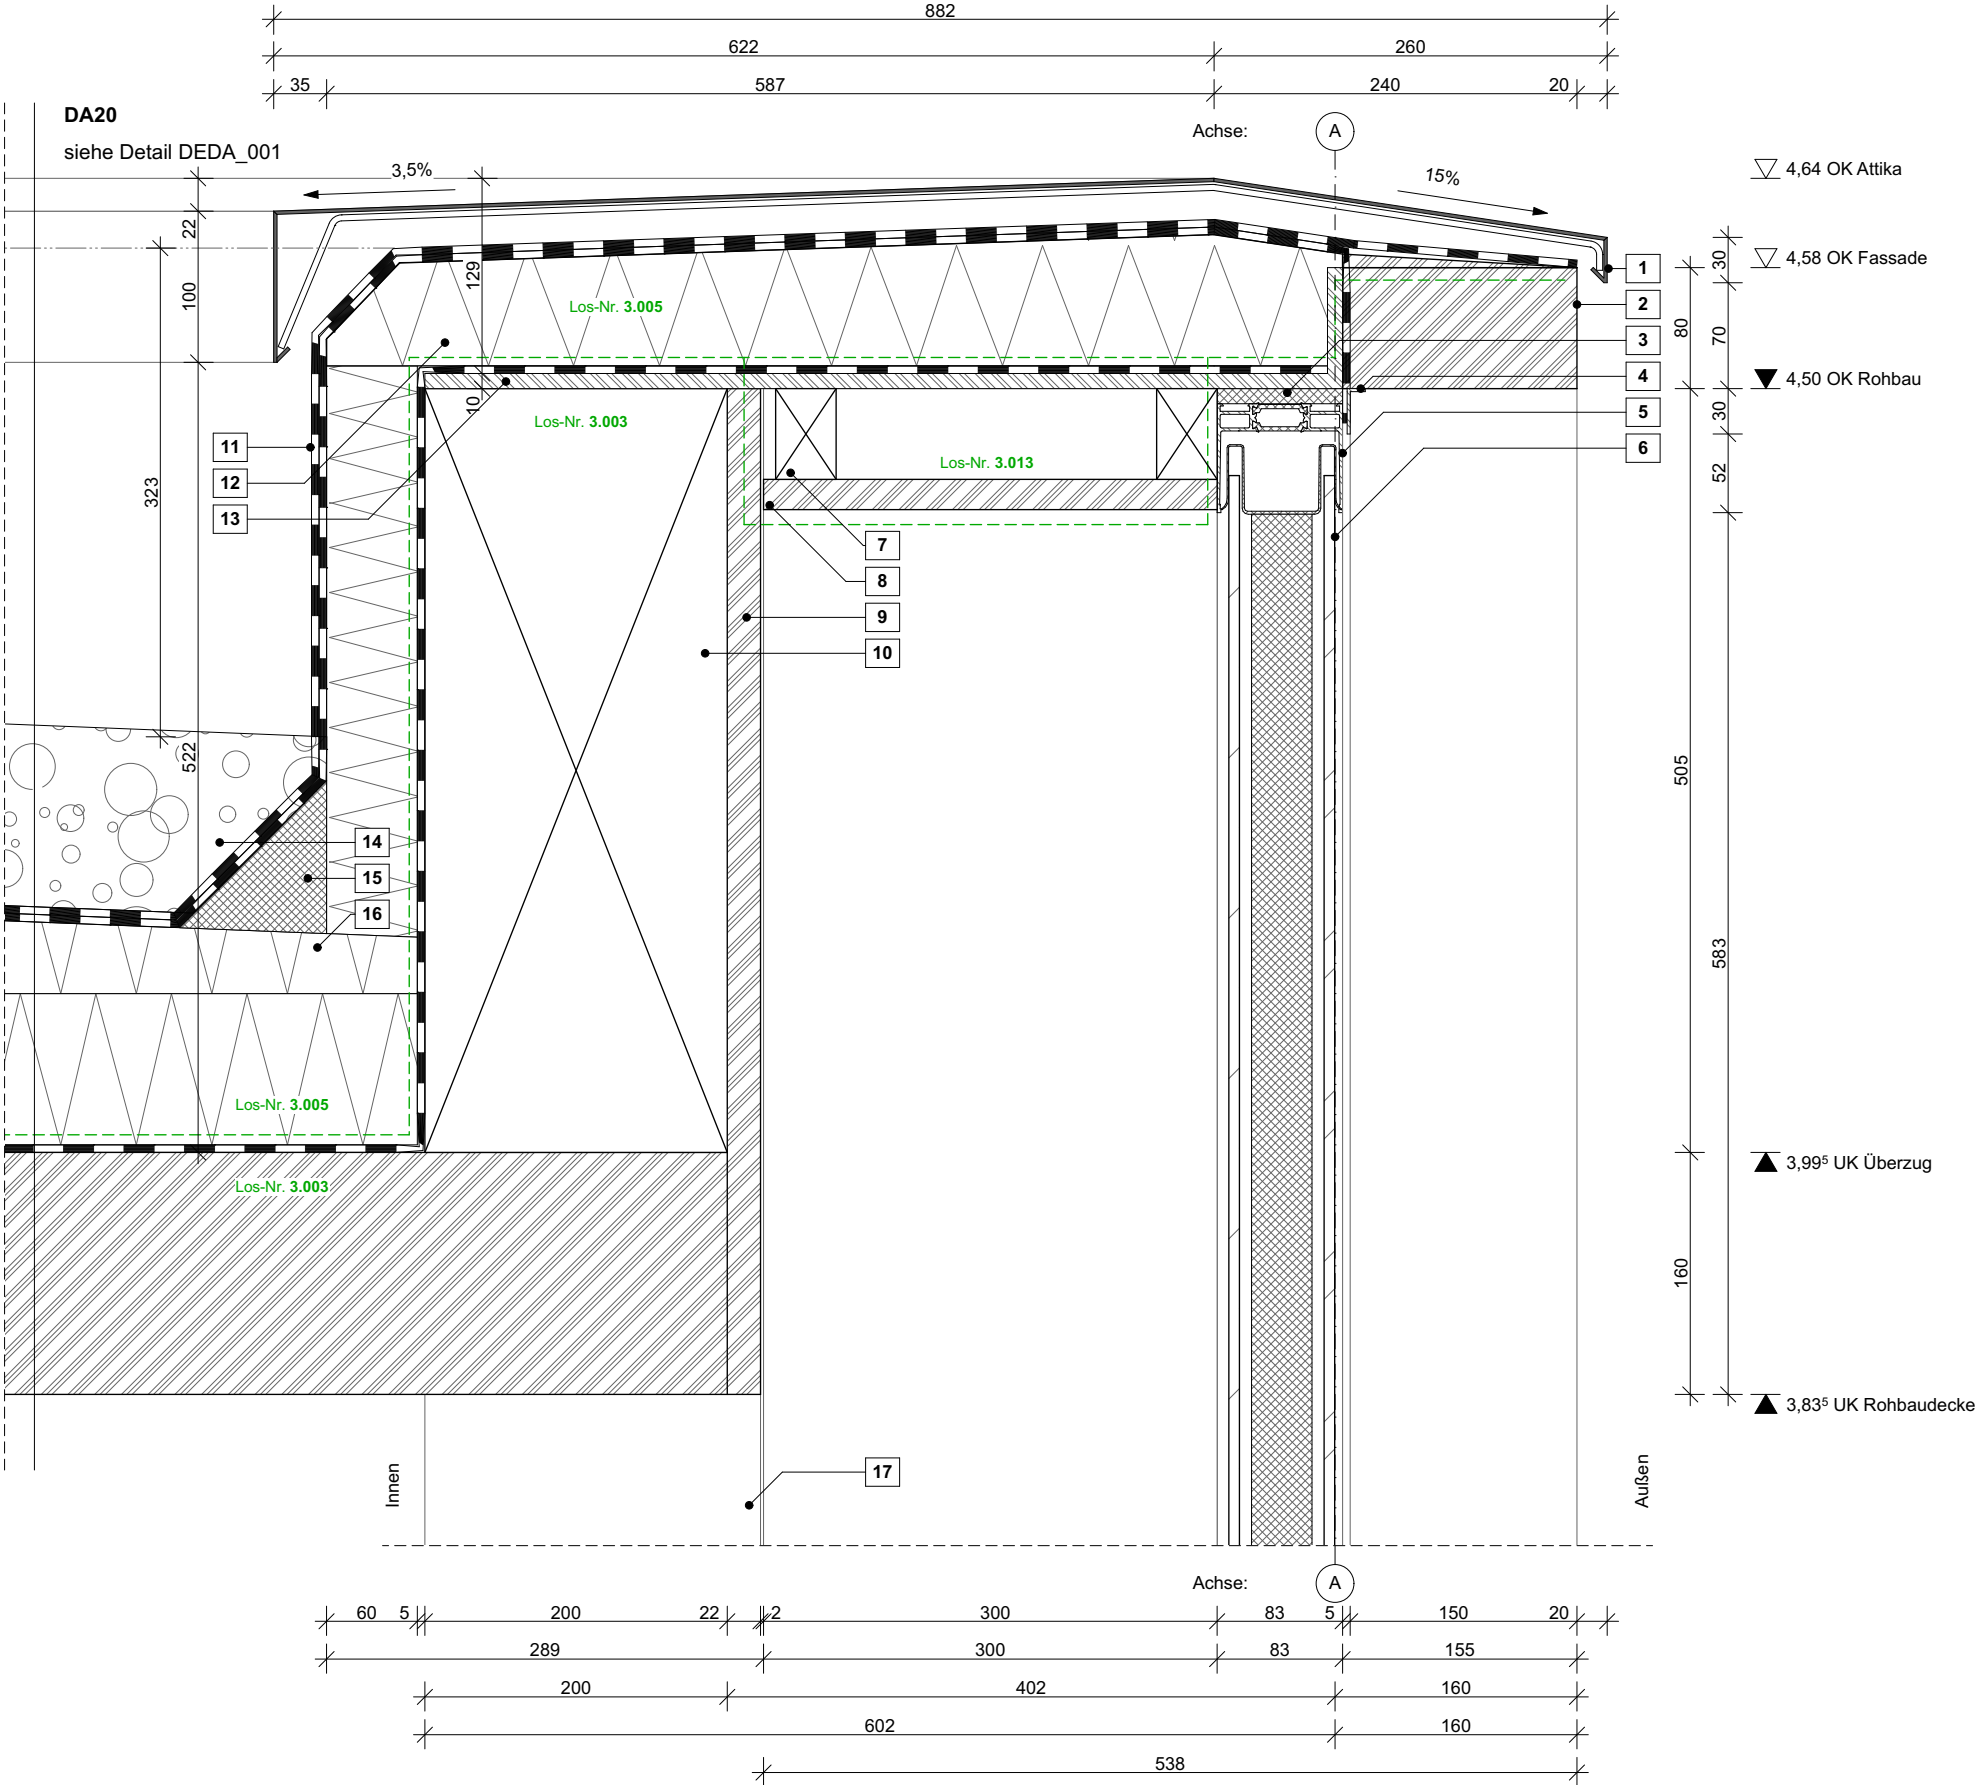 882
622 260
35 587 240 20
DA20
siehe Detail DEDA_001
Achse: A
3,5%
15%
4,64 OK Attika
22
129
100
Los-Nr. 3.005
30
4,58 OK Fassade
80
70
1
2
3
4
5
6
4,50 OK Rohbau
10
Los-Nr. 3.003
Los-Nr. 3.013
30
52
11
12
13
323
7
8
9
10
522
505
583
14
15
16
Los-Nr. 3.005
Los-Nr. 3.003
3,99⁵ UK Überzug
160
3,83⁵ UK Rohbaudecke
Innen
17
Außen
Achse: A
60 5 200 22 2 300 83 5 150 20
289 300 83 155
200 402 160
602 160
538